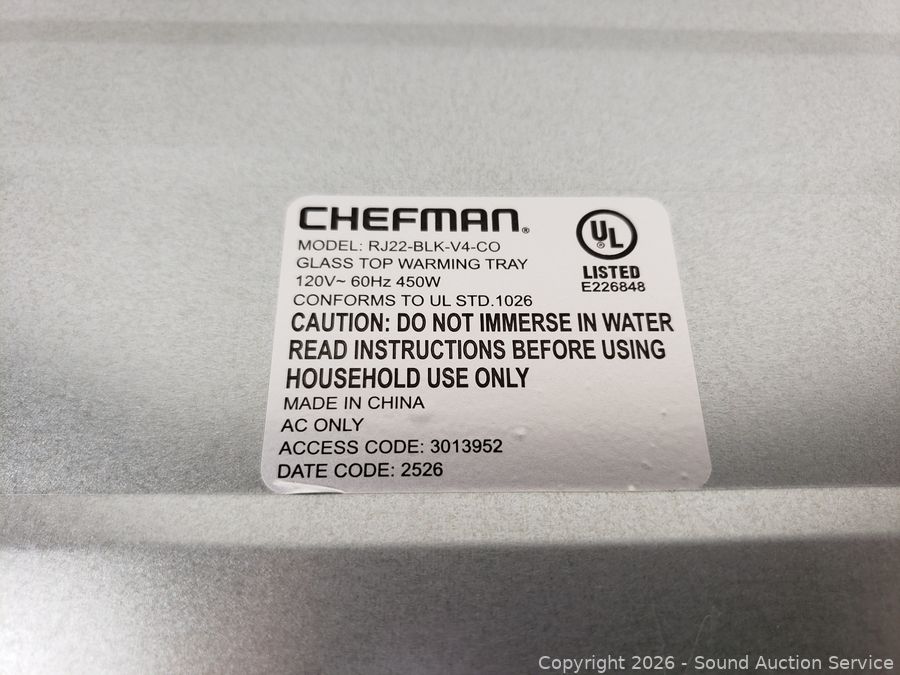 CHEFMAN®
MODEL: RJ22-BLK-V4-CO
GLASS TOP WARMING TRAY
120V~ 60Hz 450W
CONFORMS TO UL STD.1026
UL®
LISTED
E226848
CAUTION: DO NOT IMMERSE IN WATER
READ INSTRUCTIONS BEFORE USING
HOUSEHOLD USE ONLY
MADE IN CHINA
AC ONLY
ACCESS CODE: 3013952
DATE CODE: 2526
Copyright 2026 - Sound Auction Service